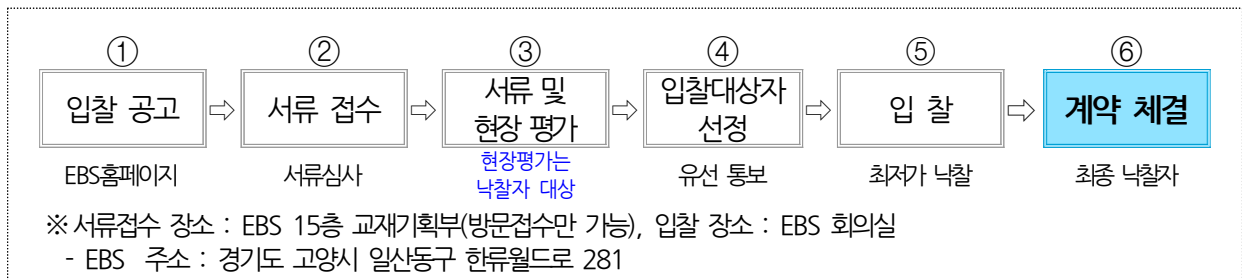 ① ② ③ ④ ⑤ ⑥
입찰 공고 ⇨ 서류 접수 ⇨ 서류 및 현장 평가 ⇨ 입찰대상자 선정 ⇨ 입 찰 ⇨ 계약 체결
EBS홈페이지 서류심사 현장평가는 낙찰자 대상 유선 통보 최저가 낙찰 최종 낙찰자
※ 서류접수 장소 : EBS 15층 교재기획부(방문접수만 가능), 입찰 장소 : EBS 회의실
- EBS 주소 : 경기도 고양시 일산동구 한류월드로 281